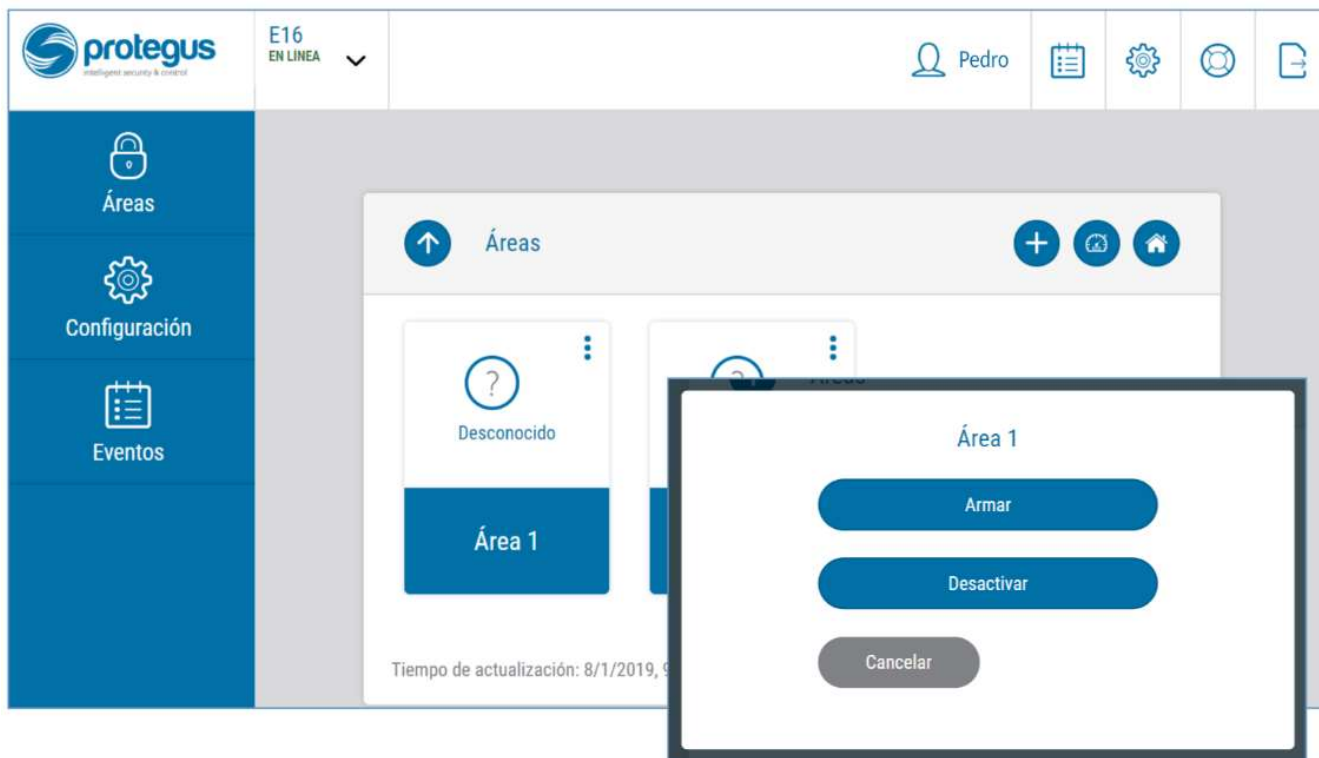 protegus
intelligent security & control
E16
EN LÍNEA
Pedro
Áreas
Configuración
Eventos
Áreas
?
Desconocido
Área 1
Tiempo de actualización: 8/1/2019, 9
Área 1
Armar
Desactivar
Cancelar